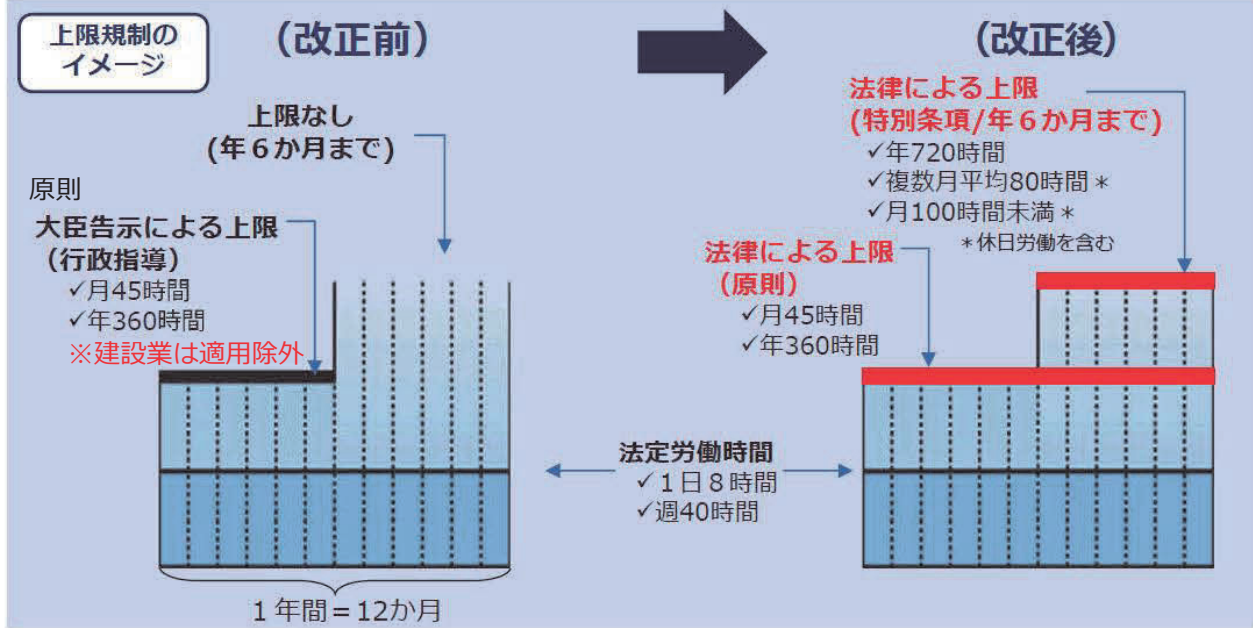 上限規制の
イメージ
(改正前)
(改正後)
上限なし
(年６か月まで)
原則
大臣告示による上限
(行政指導)
✓月45時間
✓年360時間
※建設業は適用除外
法律による上限
(特別条項/年６か月まで)
✓年720時間
✓複数月平均80時間＊
✓月100時間未満＊
＊休日労働を含む
法律による上限
(原則)
✓月45時間
✓年360時間
法定労働時間
✓１日８時間
✓週40時間
１年間＝12か月